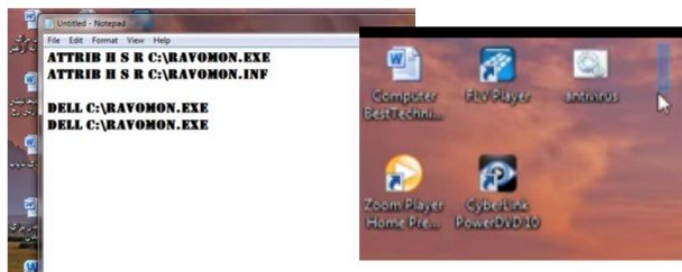 Untitled - Notepad
File Edit Format View Help
ATTRIB H S R C:\RAVOMON.EXE
ATTRIB H S R C:\RAVOMON.INF
DELL C:\RAVOMON.EXE
DELL C:\RAVOMON.EXE
Computer
BestTechni...
FLV Player
antivirus
Zoom Player
Home Pre...
CyberLink
PowerDVD 10